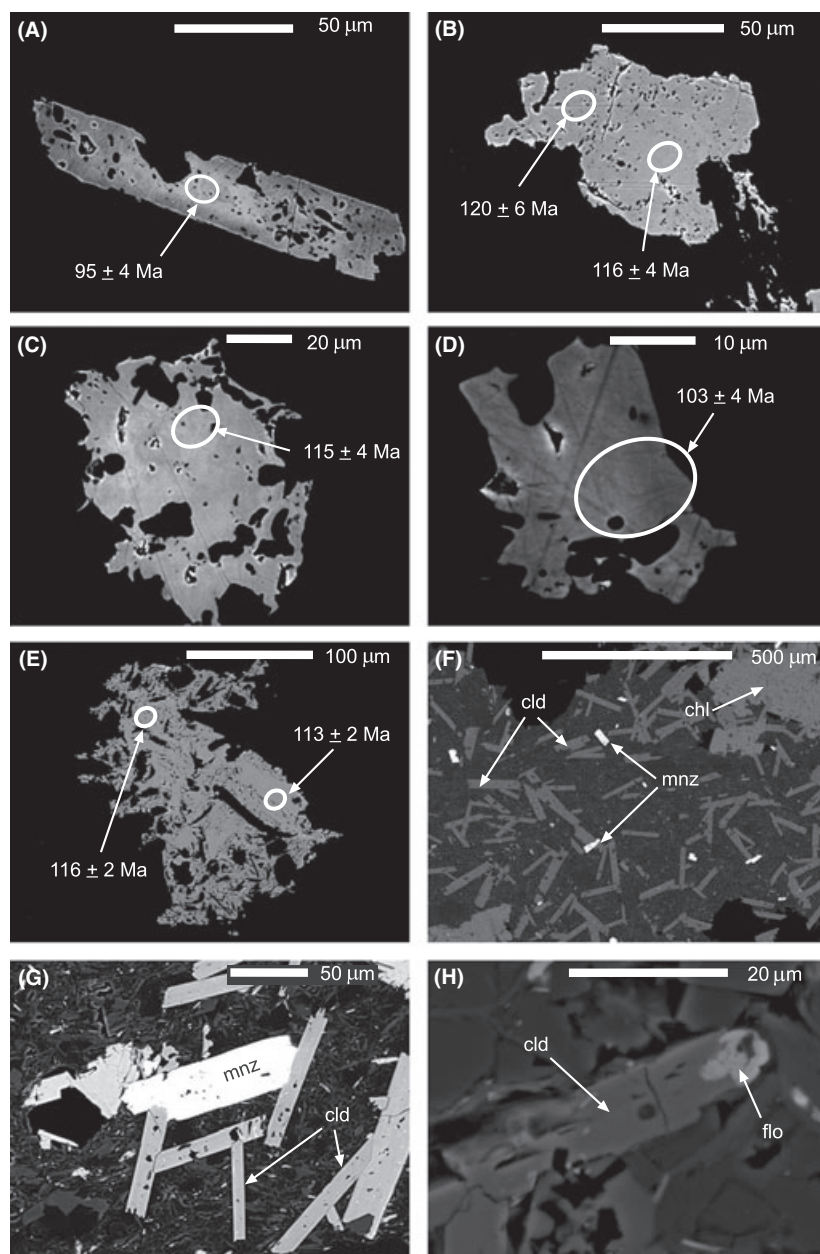 (A)
50 µm
95 ± 4 Ma
(B)
50 µm
120 ± 6 Ma
116 ± 4 Ma
(C)
20 µm
115 ± 4 Ma
(D)
10 µm
103 ± 4 Ma
(E)
100 µm
113 ± 2 Ma
116 ± 2 Ma
(F)
500 µm
cld
chl
mnz
(G)
50 µm
mnz
cld
(H)
20 µm
cld
flo